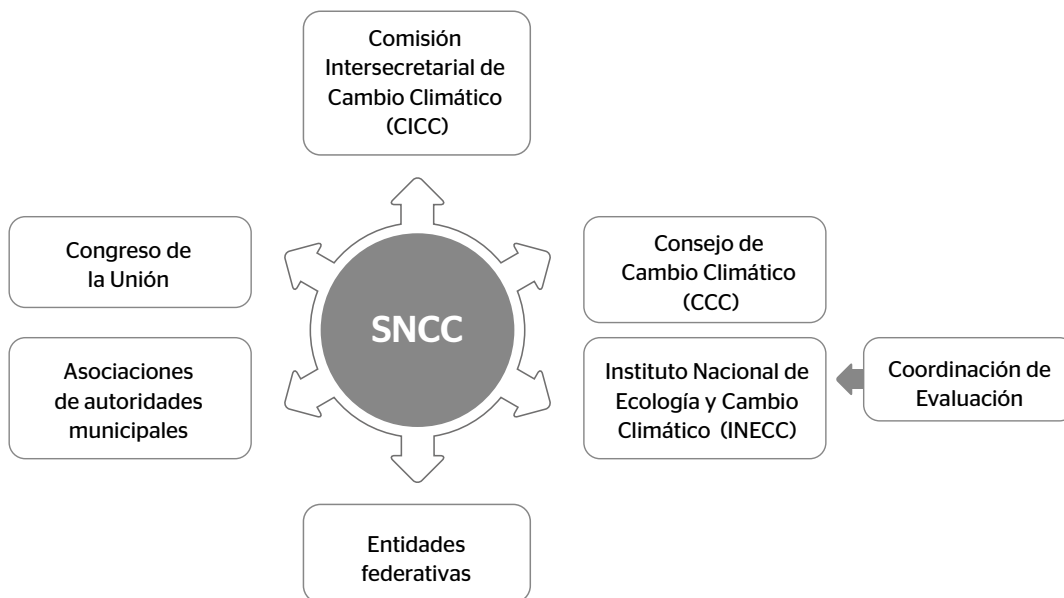 Comisión
Intersecretarial de
Cambio Climático
(CICC)
Congreso de
la Unión
Consejo de
Cambio Climático
(CCC)
SNCC
Asociaciones
de autoridades
municipales
Instituto Nacional de
Ecología y Cambio
Climático (INECC)
Coordinación de
Evaluación
Entidades
federativas